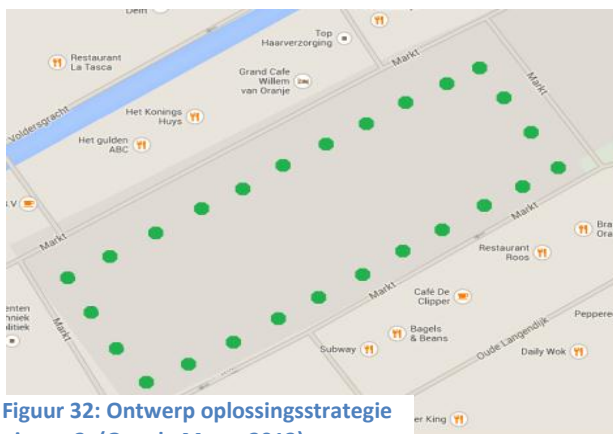 Delft
Top
Haarverzorging
Restaurant
La Tasca
Markt
Grand Cafe
Willem
van Oranje
Markt
Het Konings
Huys
Voldersgracht
Het gulden
ABC
Markt
Markt
Restaurant
Roos
Markt
Café De
Clipper
Markt
Bagels
& Beans
Subway
Oude Langendijk
Daily Wok
Figuur 32: Ontwerp oplossingsstrategie